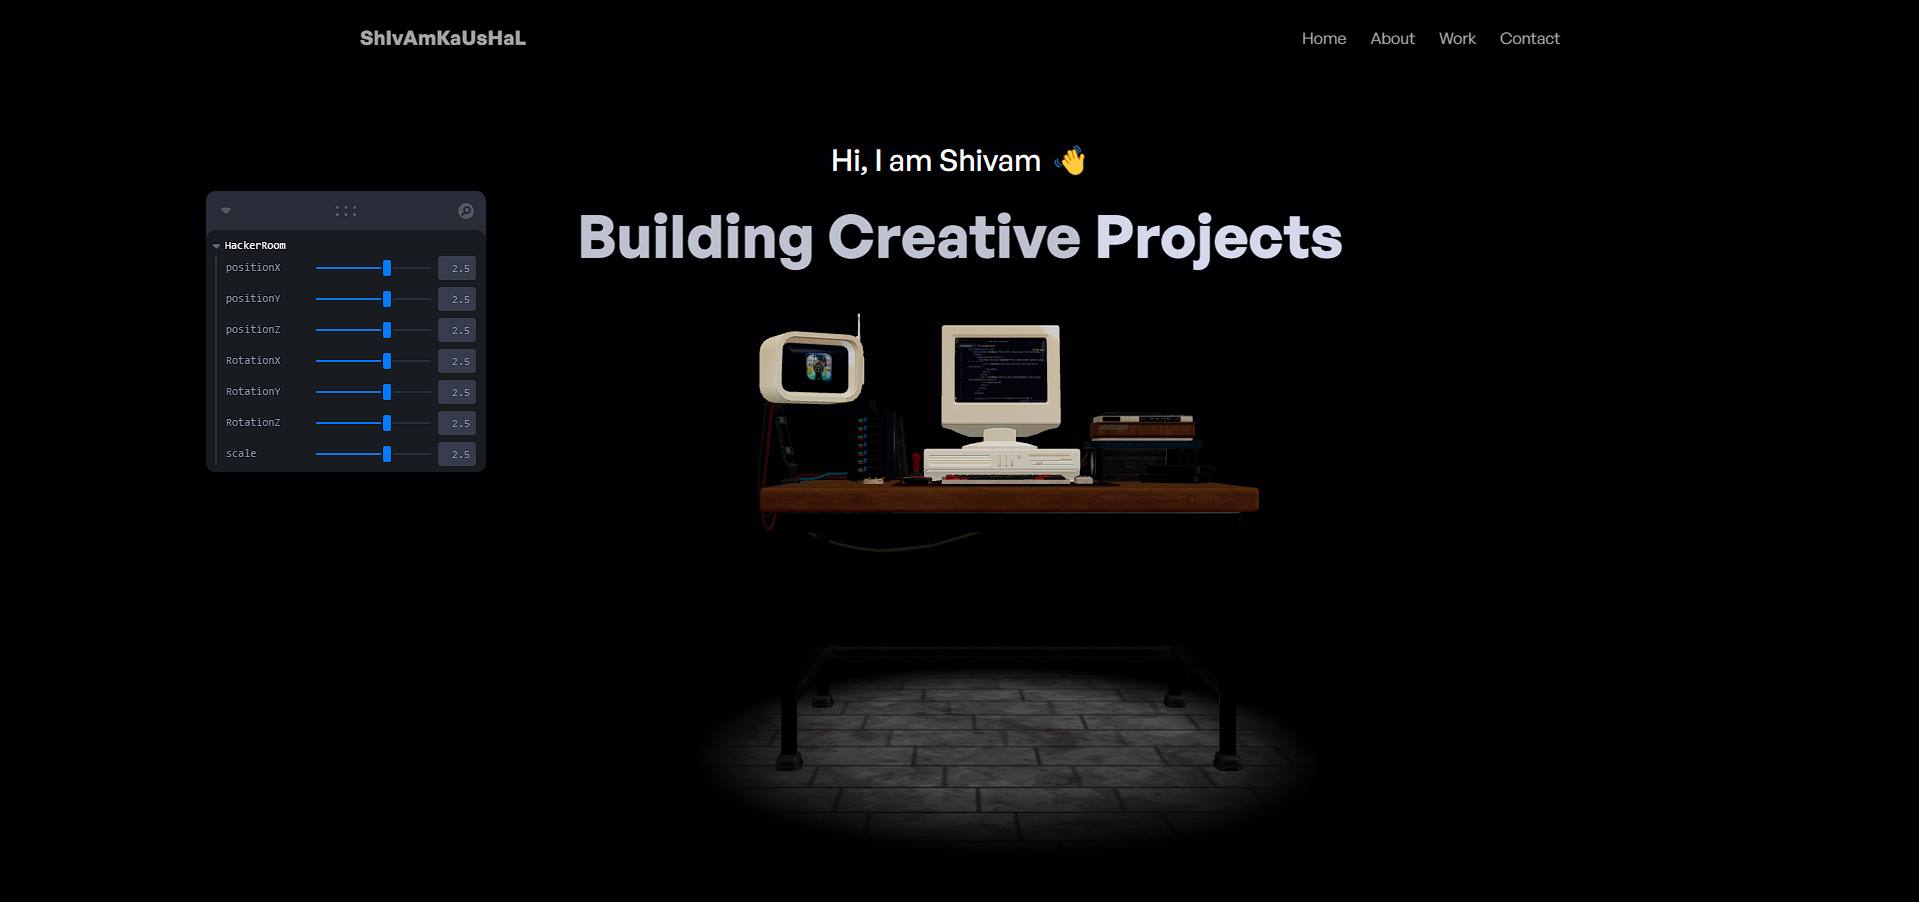 ShIvAmKaUsHaL
Home About Work Contact
Hi, I am Shivam 👋
Building Creative Projects
HackerRoom
positionX 2.5
positionY 2.5
positionZ 2.5
RotationX 2.5
RotationY 2.5
RotationZ 2.5
scale 2.5